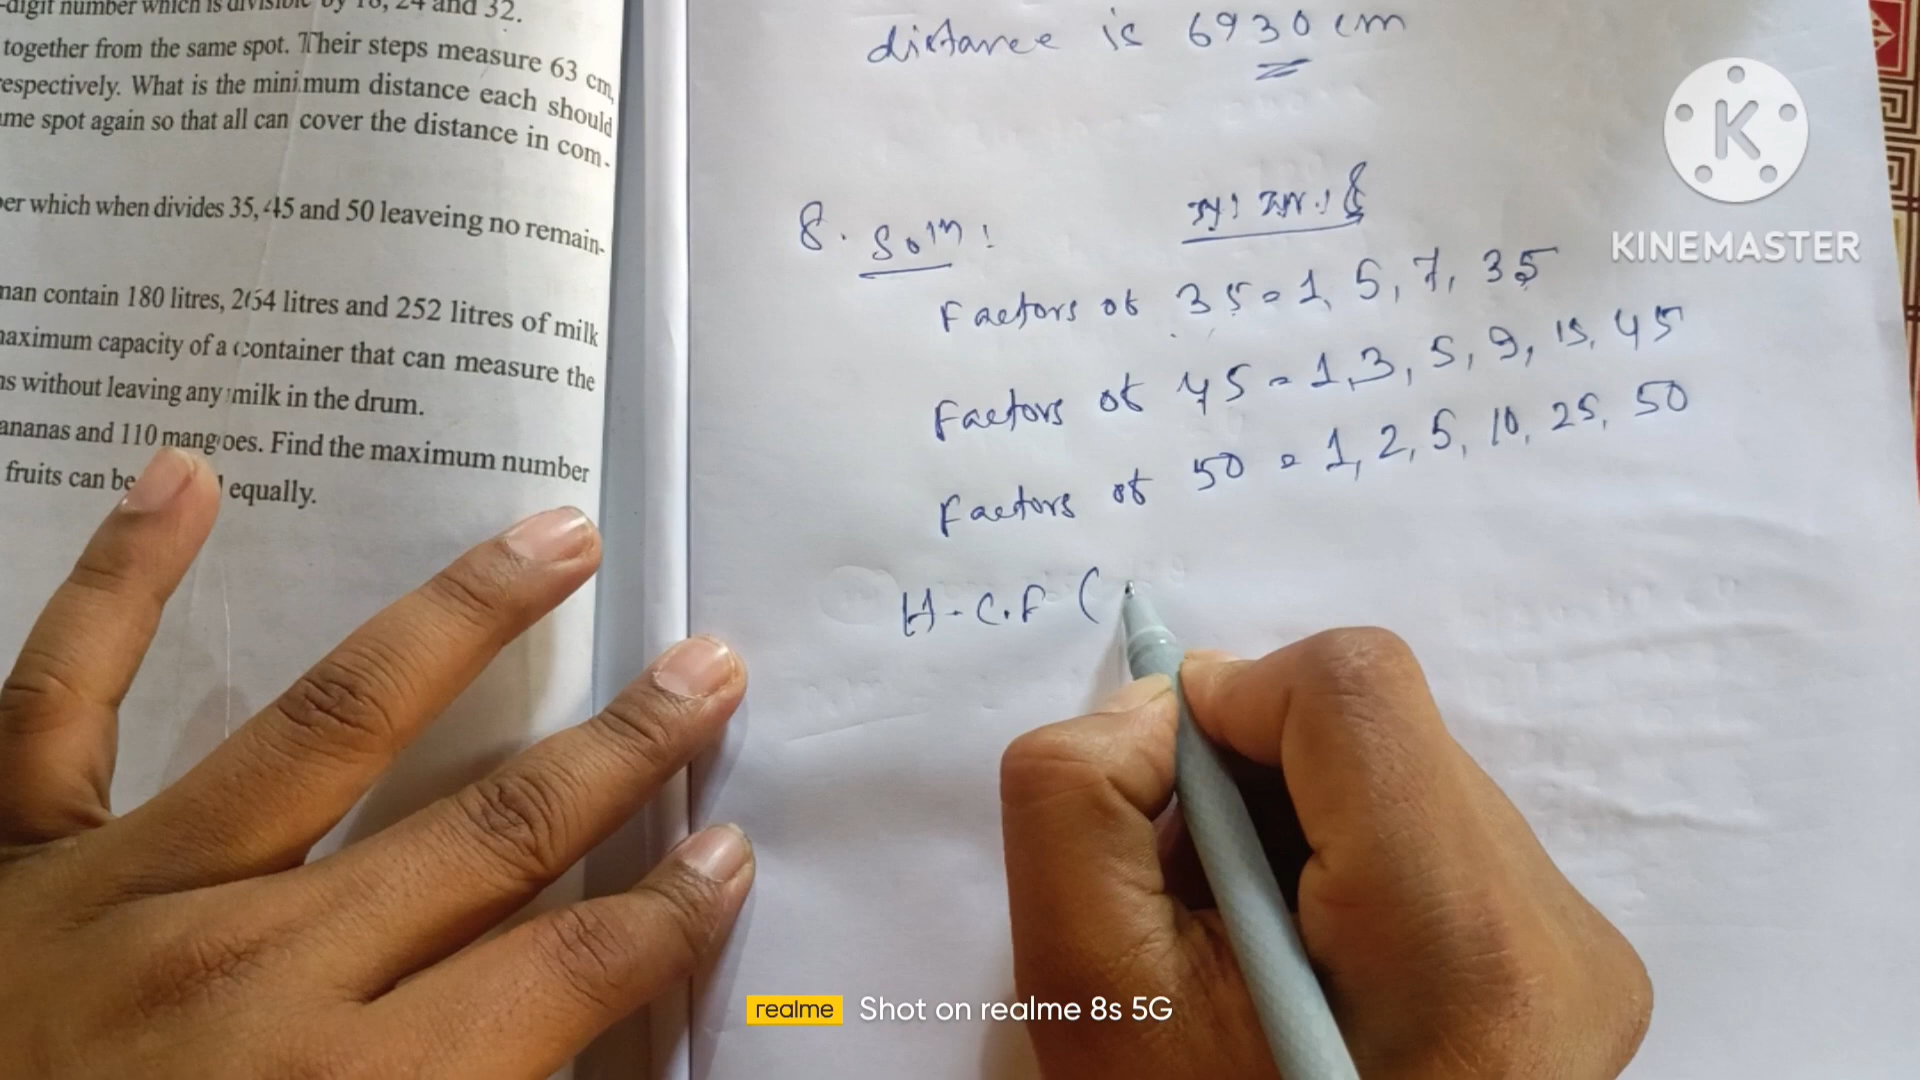 -digit number which is divisible by 18, 24 and 32.
together from the same spot. Their steps measure 63 cm,
espectively. What is the minimum distance each should
me spot again so that all can cover the distance in com-
er which when divides 35, 45 and 50 leaveing no remain-
man contain 180 litres, 264 litres and 252 litres of milk
maximum capacity of a container that can measure the
ns without leaving any milk in the drum.
ananas and 110 mangoes. Find the maximum number
fruits can be equally.
distance is 6930 cm
8. Soln:
Factors of 35 = 1, 5, 7, 35
Factors of 45 = 1, 3, 5, 9, 15, 45
Factors of 50 = 1, 2, 5, 10, 25, 50
H.C.F (
K
KINEMASTER
realme Shot on realme 8s 5G